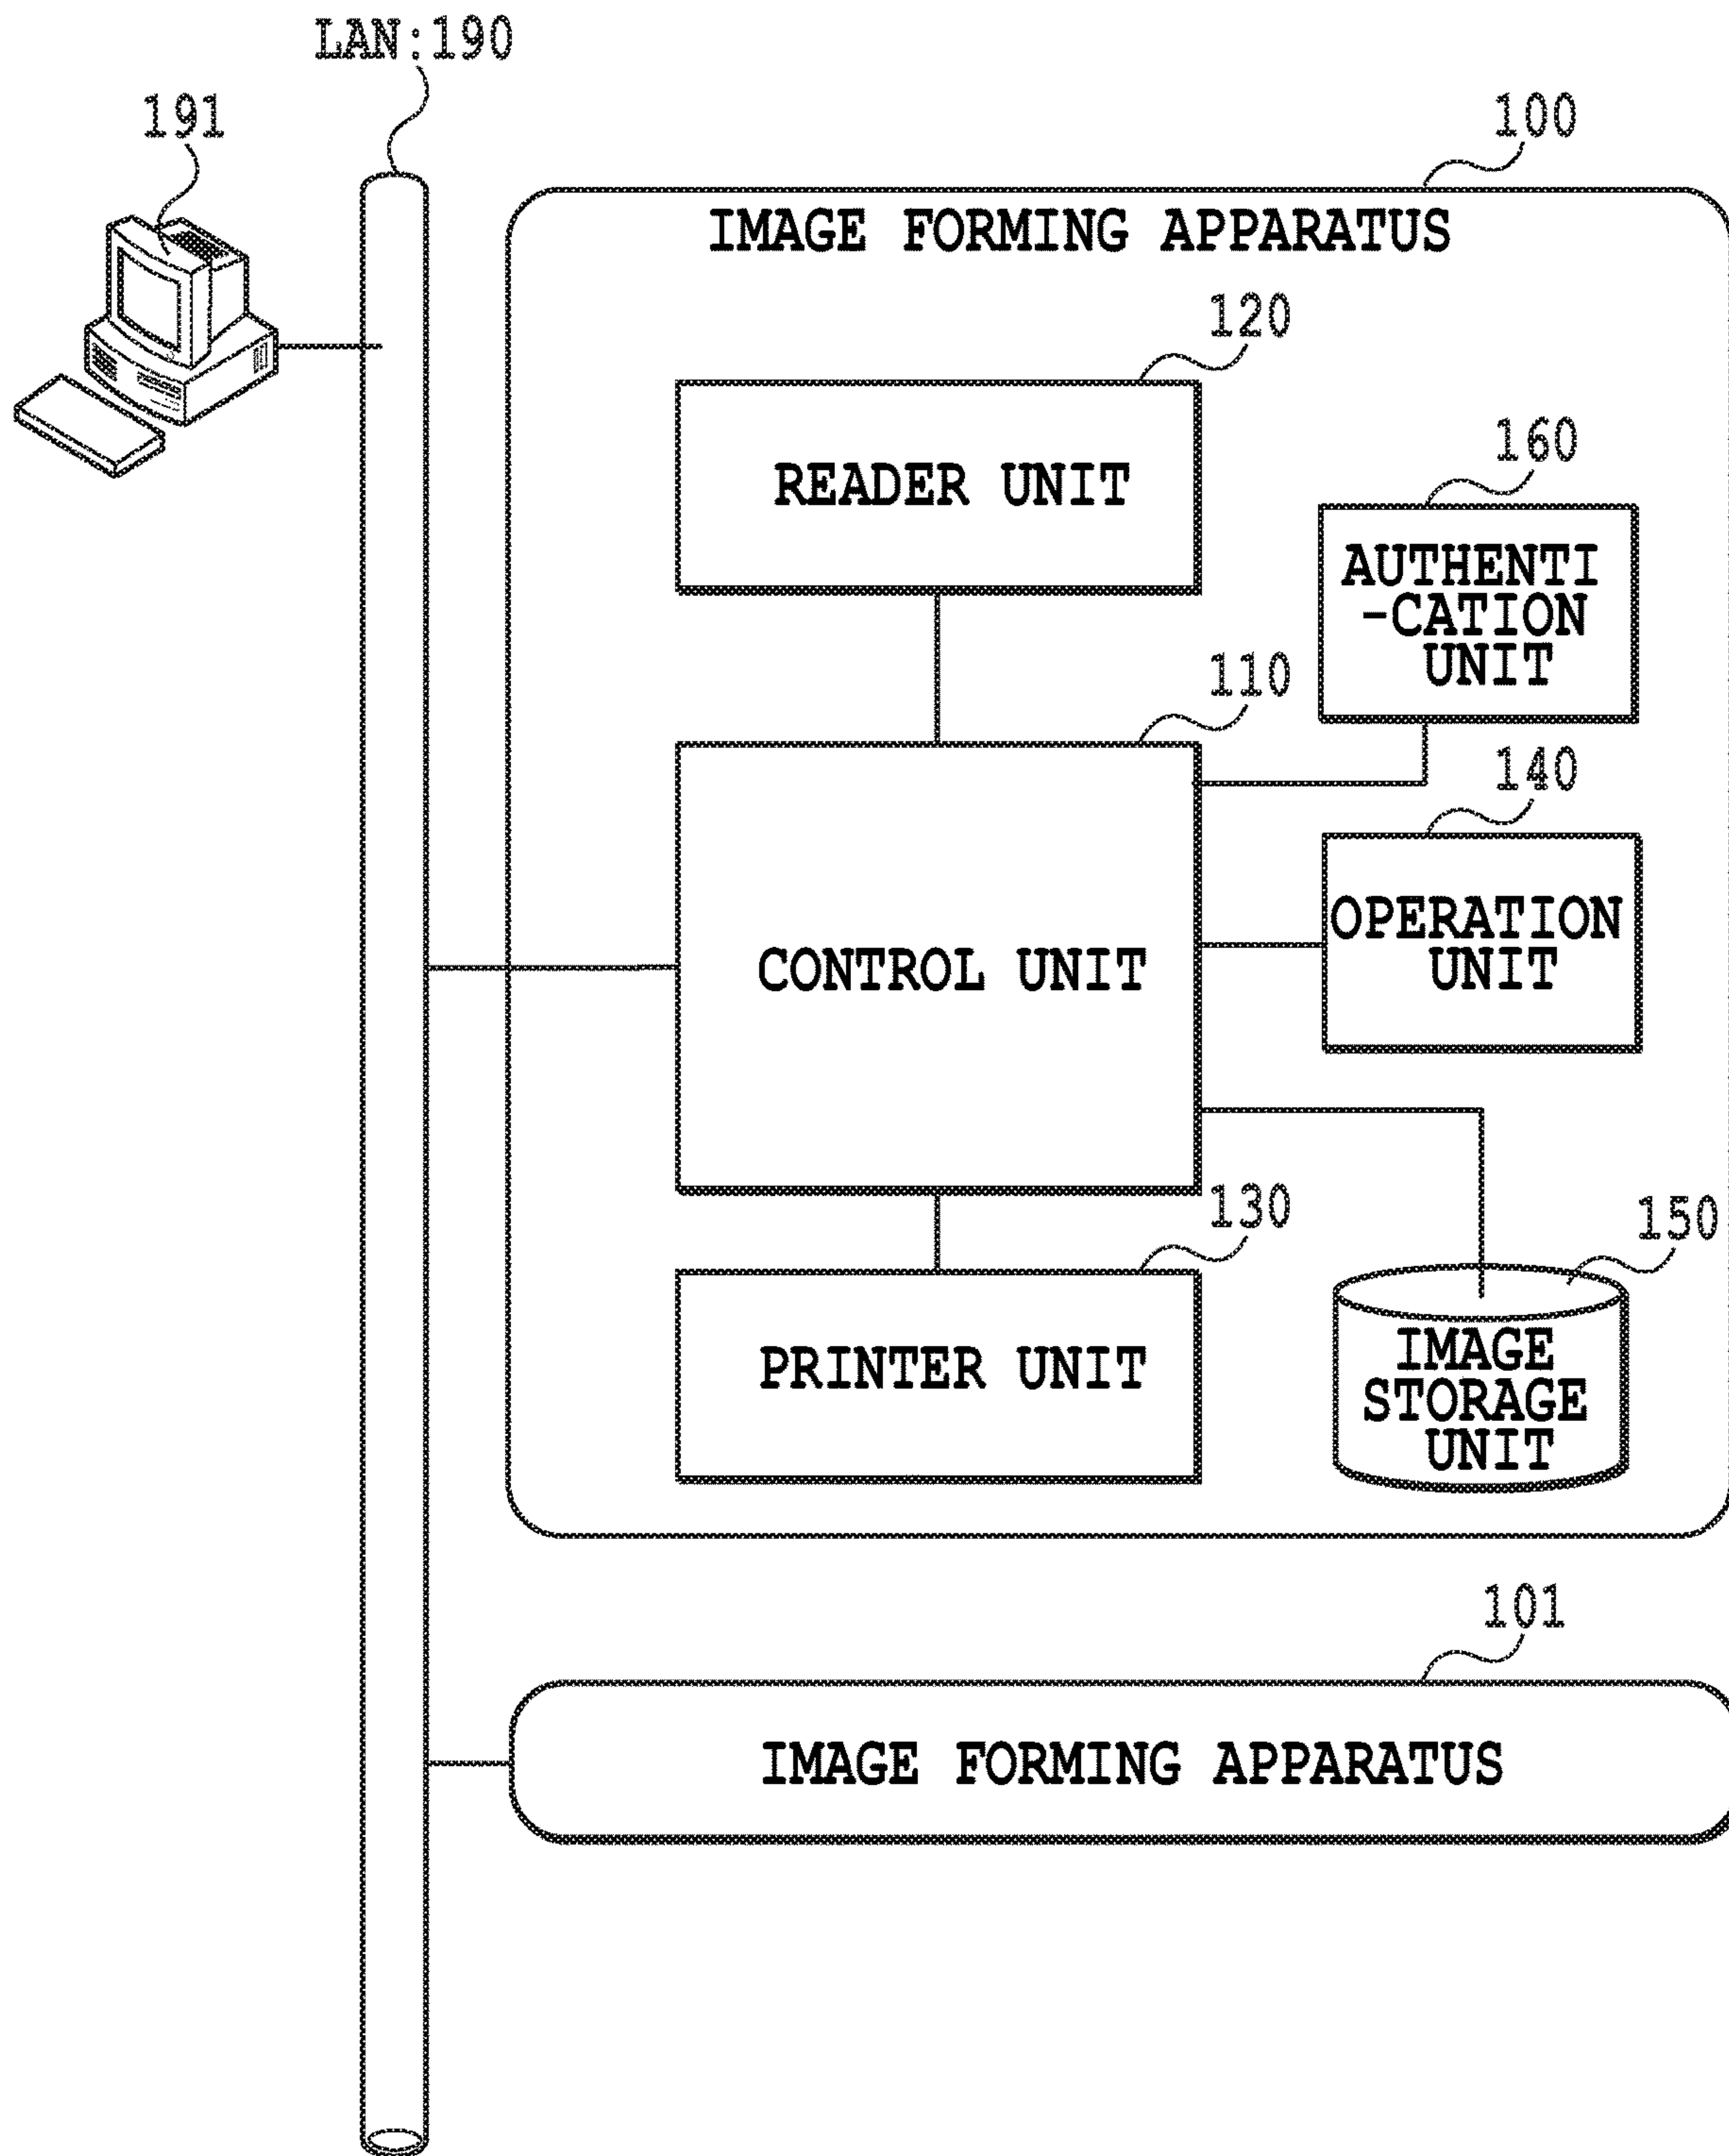 LAN:190
191
100
IMAGE FORMING APPARATUS
120
READER UNIT
160
AUTHENTI
-CATION
UNIT
110
CONTROL UNIT
140
OPERATION
UNIT
130
PRINTER UNIT
150
IMAGE
STORAGE
UNIT
101
IMAGE FORMING APPARATUS